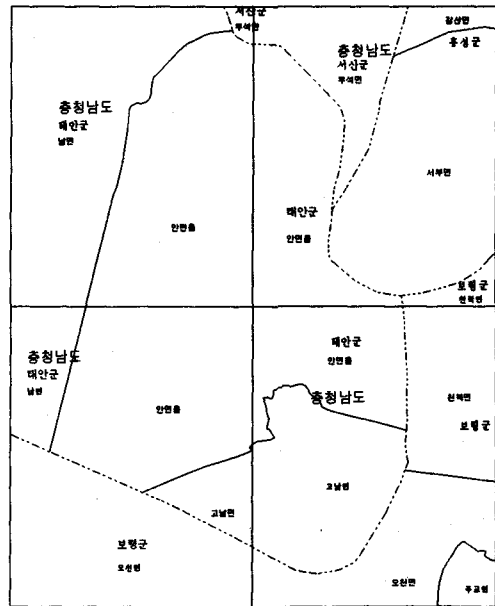 서산군
부석면
갈산면
홍성군
충청남도
서산군
부석면
충청남도
태안군
남면
서부면
태안군
안면읍
안면읍
보령군
천북면
태안군
안면읍
충청남도
태안군
남면
충청남도
안면읍
천북면
보령군
고남면
고남면
보령군
오천면
오천면
주교면